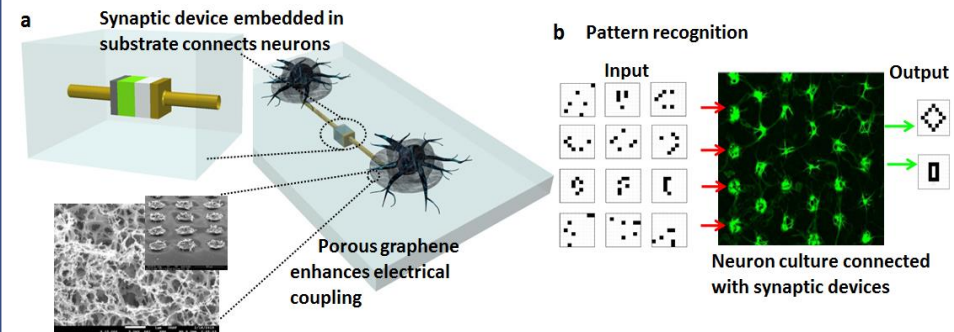 a
Synaptic device embedded in
substrate connects neurons
Porous graphene
enhances electrical
coupling
b Pattern recognition
Input
Output
Neuron culture connected
with synaptic devices